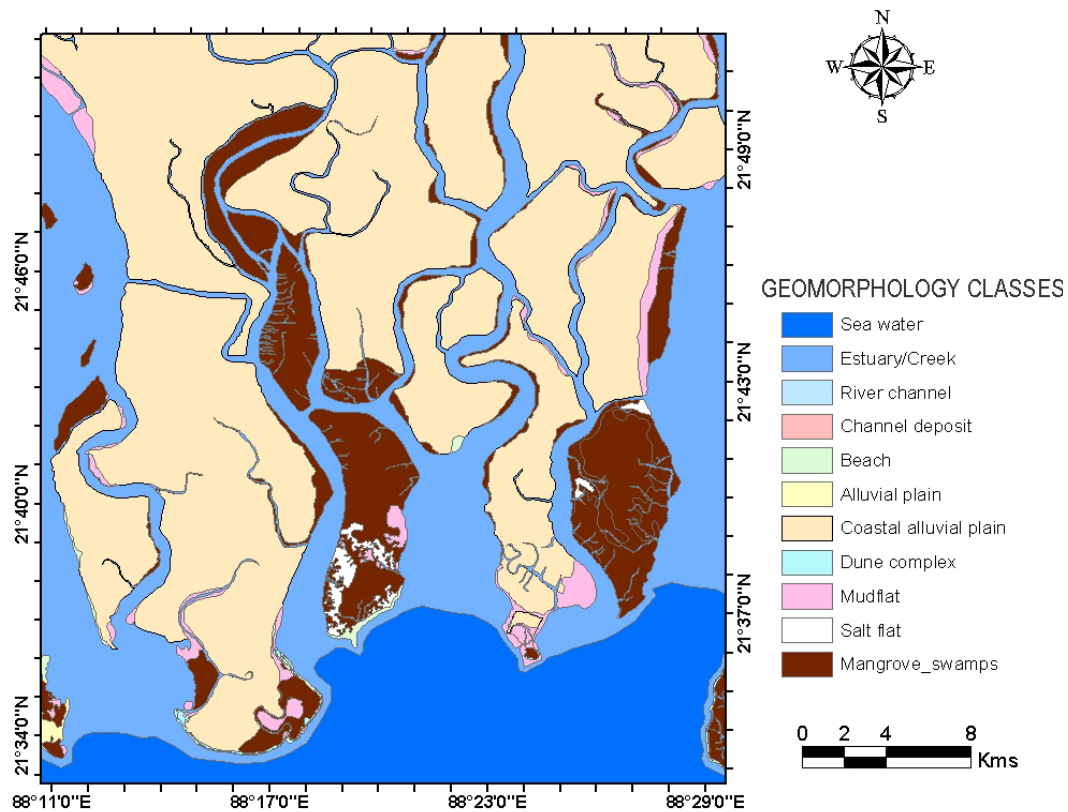 N
W E
S
21°49'0"N
21°46'0"N
21°43'0"N
21°40'0"N
21°37'0"N
21°34'0"N
88°11'0"E 88°17'0"E 88°23'0"E 88°29'0"E
GEOMORPHOLOGY CLASSES
Sea water
Estuary/Creek
River channel
Channel deposit
Beach
Alluvial plain
Coastal alluvial plain
Dune complex
Mudflat
Salt flat
Mangrove_swamps
0 2 4 8
Kms